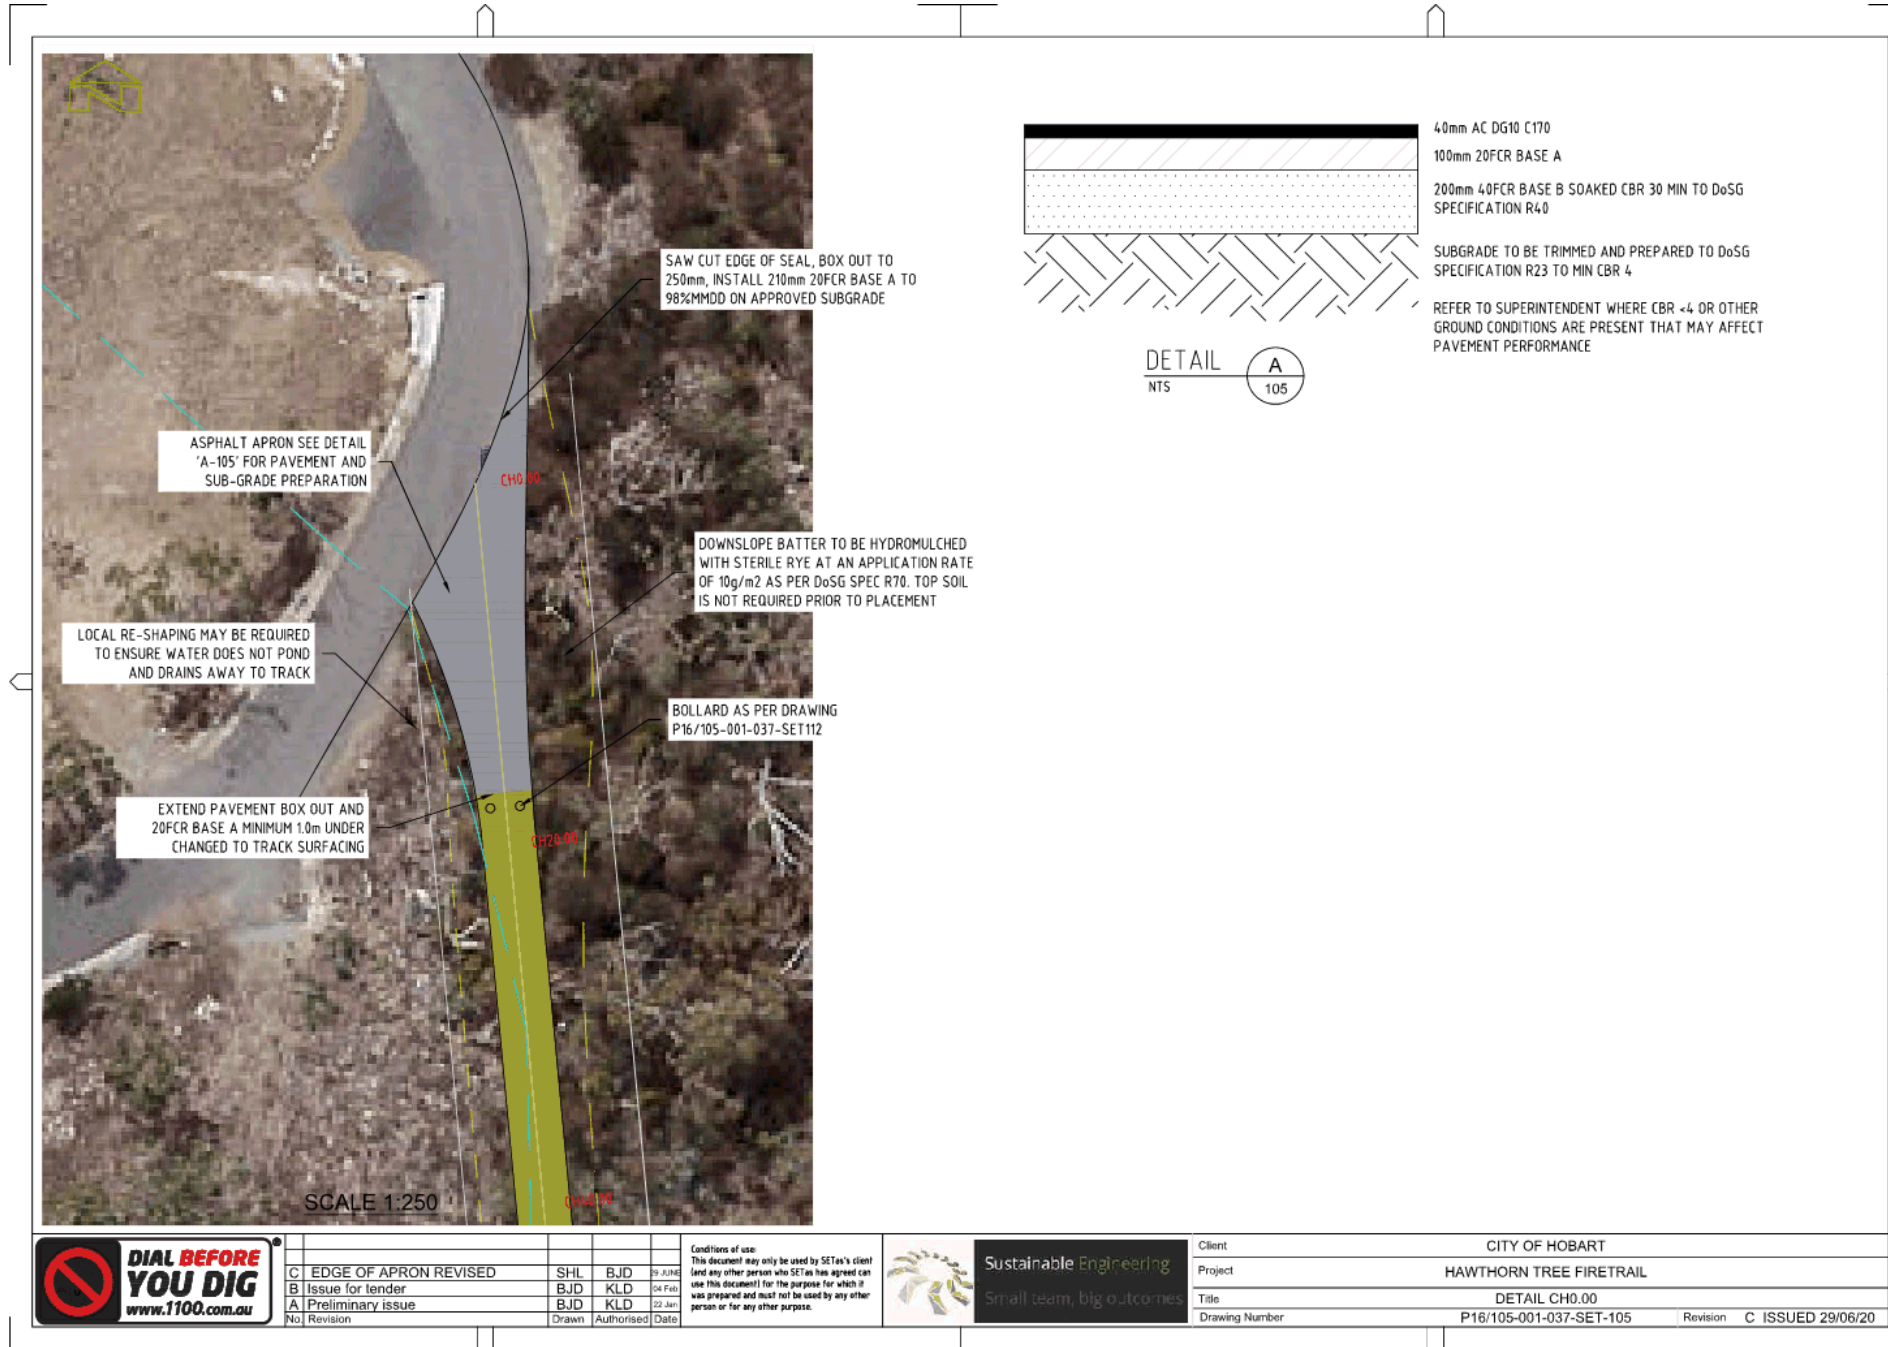 SAW CUT EDGE OF SEAL, BOX OUT TO
250mm, INSTALL 210mm 20FCR BASE A TO
98%MMDD ON APPROVED SUBGRADE
ASPHALT APRON SEE DETAIL
'A-105' FOR PAVEMENT AND
SUB-GRADE PREPARATION
CH0.00
DOWNSLOPE BATTER TO BE HYDROMULCHED
WITH STERILE RYE AT AN APPLICATION RATE
OF 10g/m2 AS PER DoSG SPEC R70. TOP SOIL
IS NOT REQUIRED PRIOR TO PLACEMENT
LOCAL RE-SHAPING MAY BE REQUIRED
TO ENSURE WATER DOES NOT POND
AND DRAINS AWAY TO TRACK
BOLLARD AS PER DRAWING
P16/105-001-037-SET112
EXTEND PAVEMENT BOX OUT AND
20FCR BASE A MINIMUM 1.0m UNDER
CHANGED TO TRACK SURFACING
CH20.00
CH40.00
SCALE 1:250
40mm AC DG10 C170
100mm 20FCR BASE A
200mm 40FCR BASE B SOAKED CBR 30 MIN TO DoSG
SPECIFICATION R40
SUBGRADE TO BE TRIMMED AND PREPARED TO DoSG
SPECIFICATION R23 TO MIN CBR 4
REFER TO SUPERINTENDENT WHERE CBR <4 OR OTHER
GROUND CONDITIONS ARE PRESENT THAT MAY AFFECT
PAVEMENT PERFORMANCE
DETAIL A
NTS 105
DIAL BEFORE
YOU DIG
www.1100.com.au
®
C EDGE OF APRON REVISED SHL BJD 29-JUNE
B Issue for tender BJD KLD 04 Feb
A Preliminary issue BJD KLD 22 Jan
No. Revision Drawn Authorised Date
Conditions of use:
This document may only be used by SETas's client
(and any other person who SETas has agreed can
use this document) for the purpose for which it
was prepared and must not be used by any other
person or for any other purpose.
Sustainable Engineering
Small team, big outcomes
Client CITY OF HOBART
Project HAWTHORN TREE FIRETRAIL
Title DETAIL CH0.00
Drawing Number P16/105-001-037-SET-105 Revision C ISSUED 29/06/20